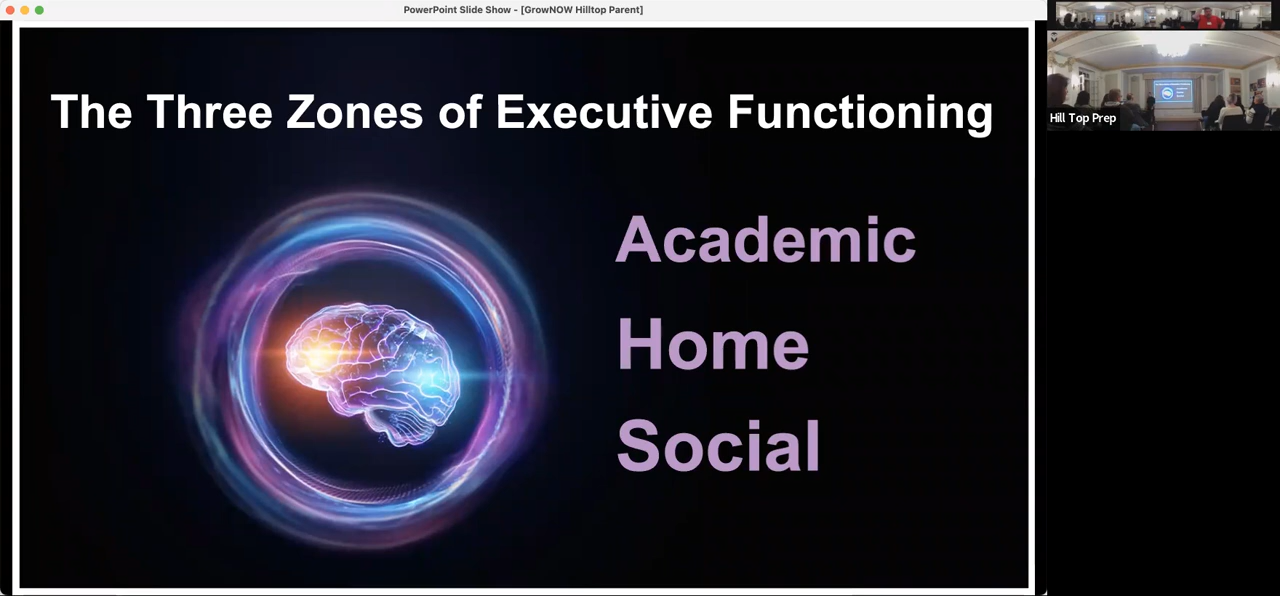 PowerPoint Slide Show - [GrowNOW Hilltop Parent]
The Three Zones of Executive Functioning
Academic
Home
Social
Hill Top Prep